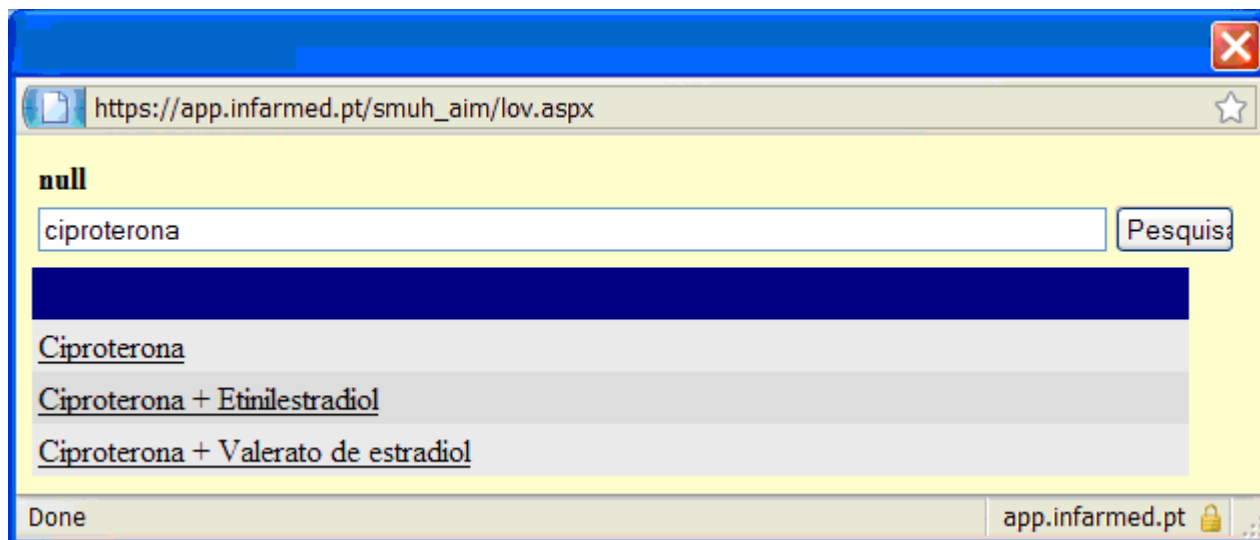 https://app.infarmed.pt/smuh_aim/lov.aspx
null
ciproterona Pesquisa
Ciproterona
Ciproterona + Etinilestradiol
Ciproterona + Valerato de estradiol
Done app.infarmed.pt